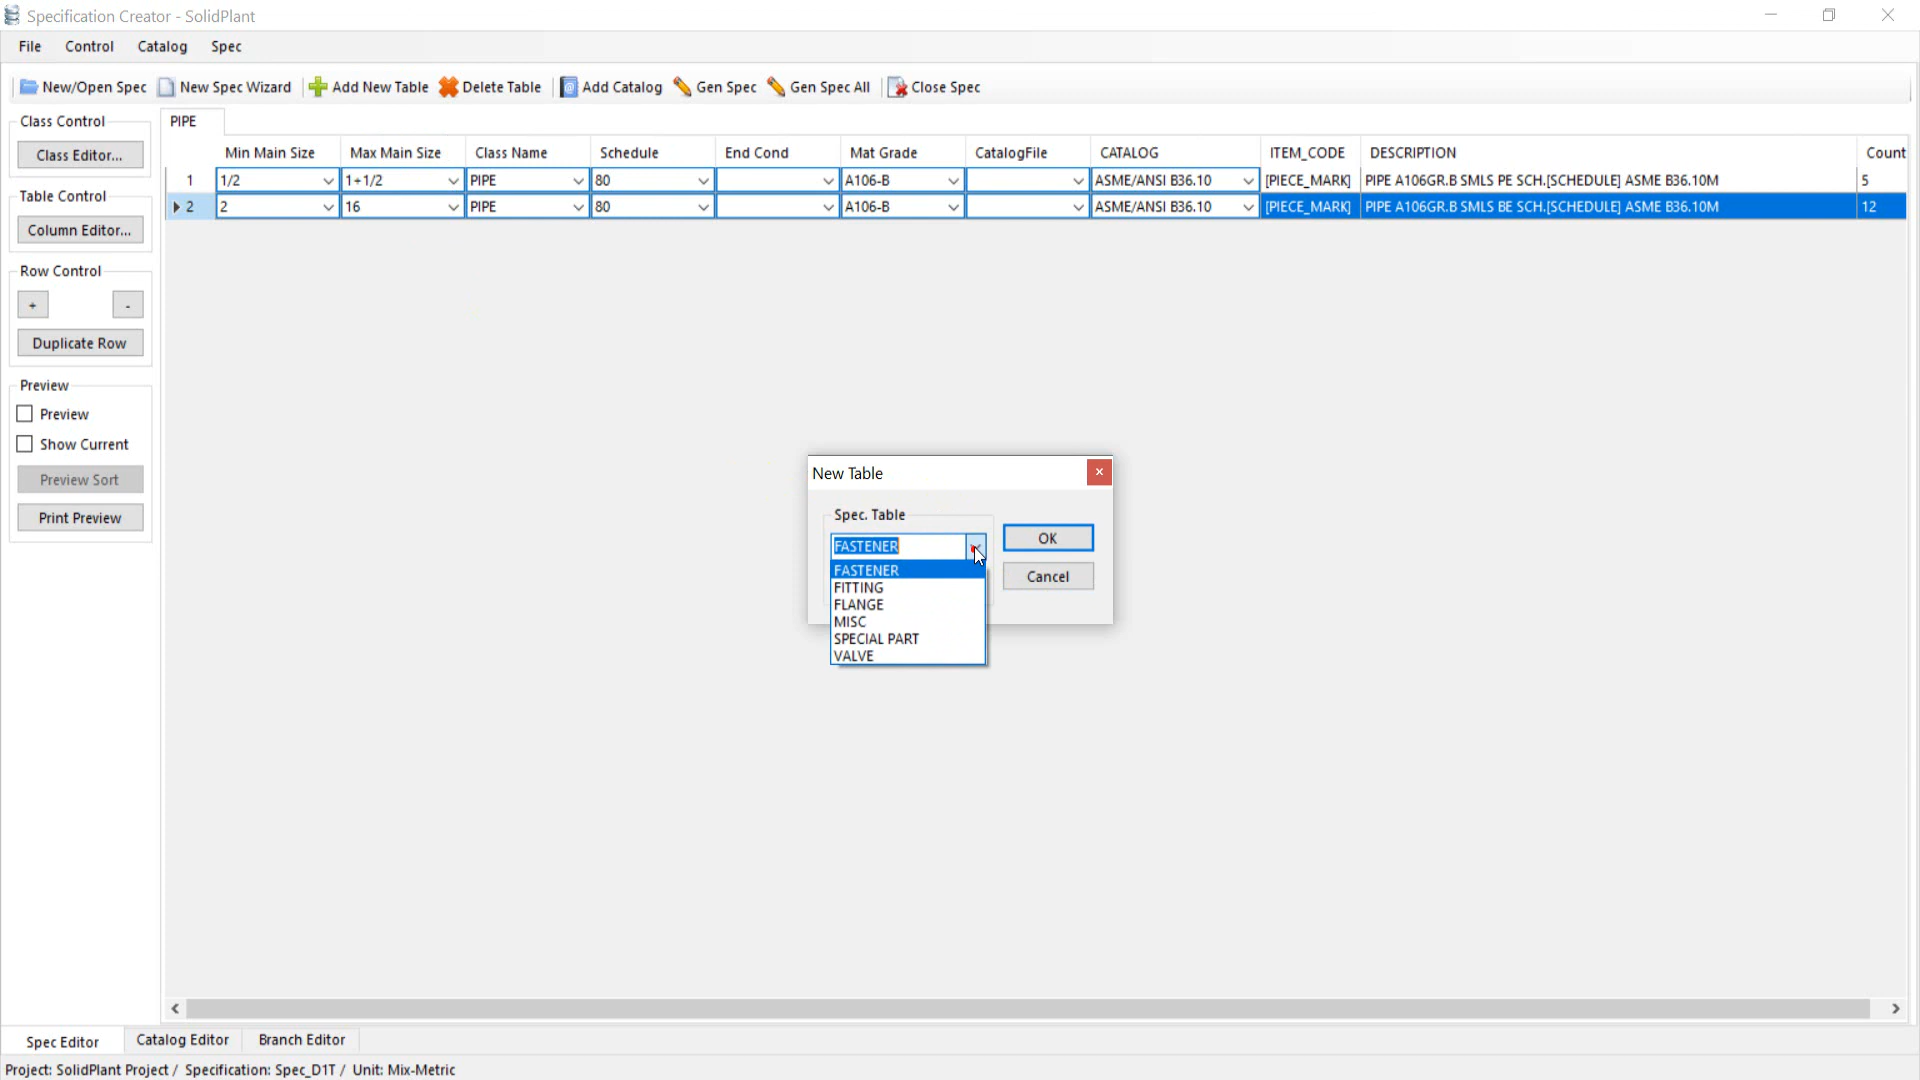 Specification Creator - SolidPlant
File Control Catalog Spec
New/Open Spec New Spec Wizard Add New Table Delete Table Add Catalog Gen Spec Gen Spec All Close Spec
Class Control
Class Editor...
Table Control
Column Editor...
Row Control
+ -
Duplicate Row
Preview
Preview
Show Current
Preview Sort
Print Preview
PIPE
Min Main Size Max Main Size Class Name Schedule End Cond Mat Grade CatalogFile CATALOG ITEM_CODE DESCRIPTION Count
1 1/2 1+1/2 PIPE 80 A106-B ASME/ANSI B36.10 [PIECE_MARK] PIPE A106GR.B SMLS PE SCH.[SCHEDULE] ASME B36.10M 5
2 2 16 PIPE 80 A106-B ASME/ANSI B36.10 [PIECE_MARK] PIPE A106GR.B SMLS BE SCH.[SCHEDULE] ASME B36.10M 12
New Table
Spec. Table
FASTENER
FASTENER
FITTING
FLANGE
MISC
SPECIAL PART
VALVE
OK
Cancel
Spec Editor Catalog Editor Branch Editor
Project: SolidPlant Project / Specification: Spec_D1T / Unit: Mix-Metric